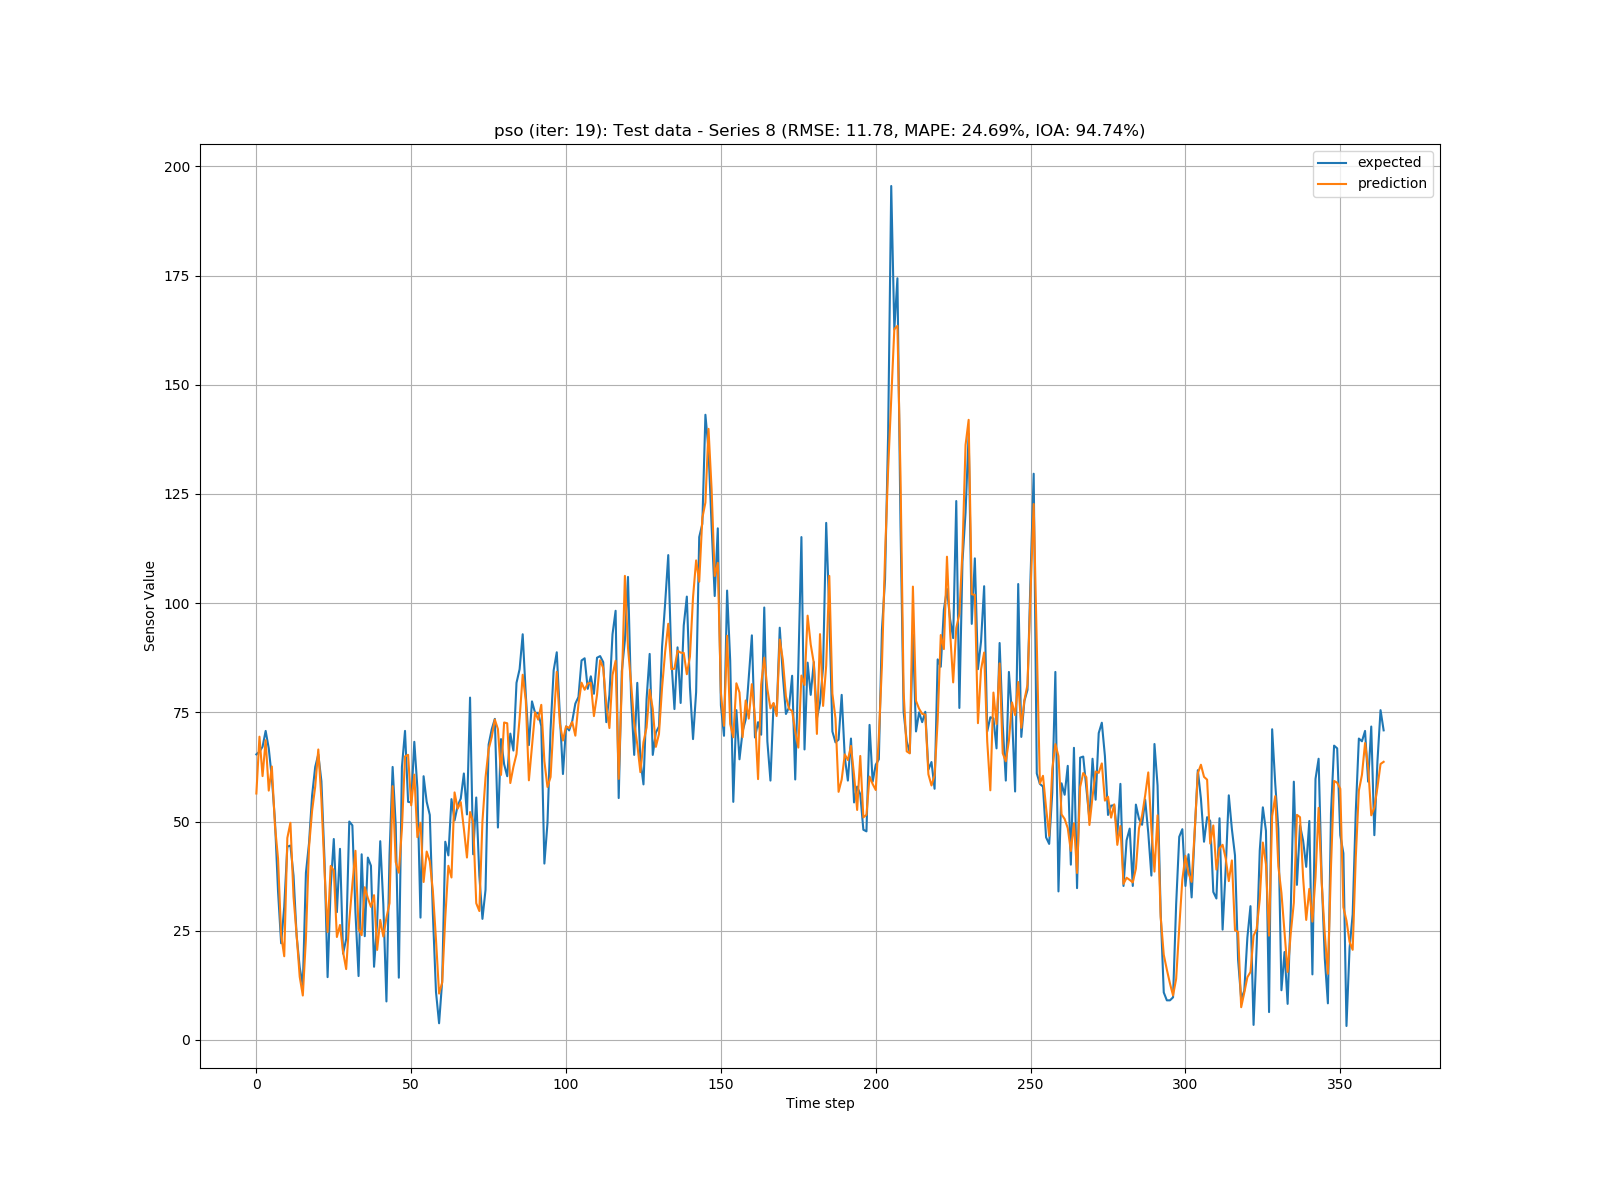 pso (iter: 19): Test data - Series 8 (RMSE: 11.78, MAPE: 24.69%, IOA: 94.74%)
expected
prediction
200
175
150
125
100
75
50
25
0
Sensor Value
0 50 100 150 200 250 300 350
Time step